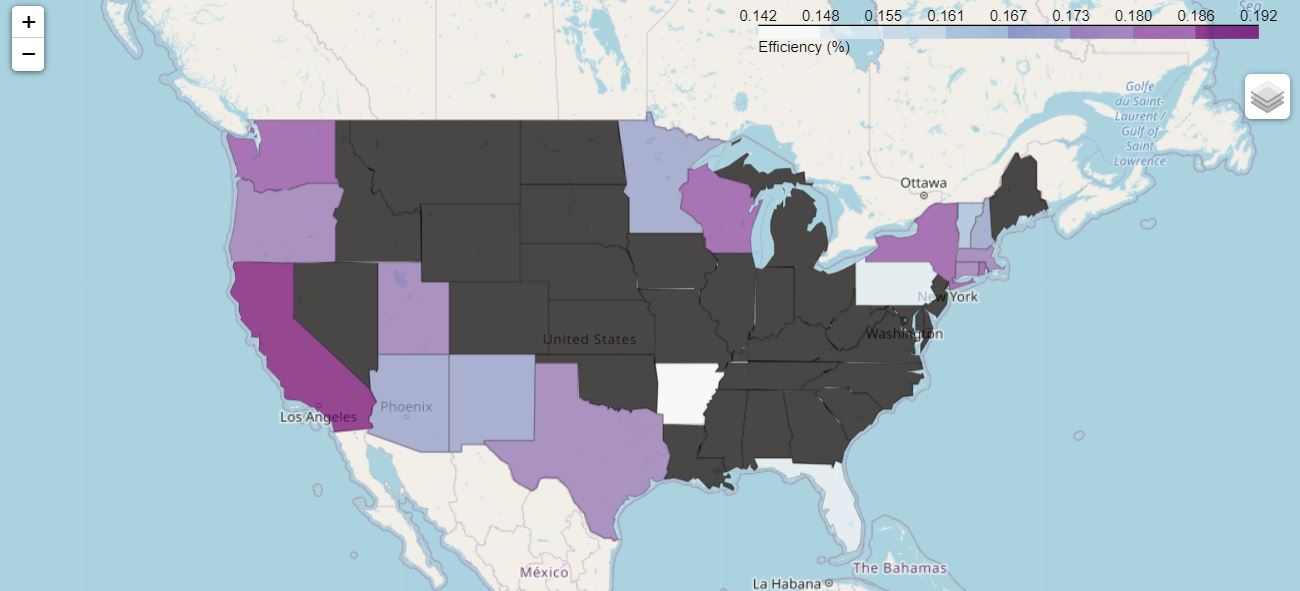 +
−
0.142 0.148 0.155 0.161 0.167 0.173 0.180 0.186 0.192
Efficiency (%)
Sea
Golfe
du Saint-
Laurent /
Gulf of
Saint
Lawrence
Ottawa
New York
Washington
United States
Phoenix
Los Angeles
México
The Bahamas
La Habana